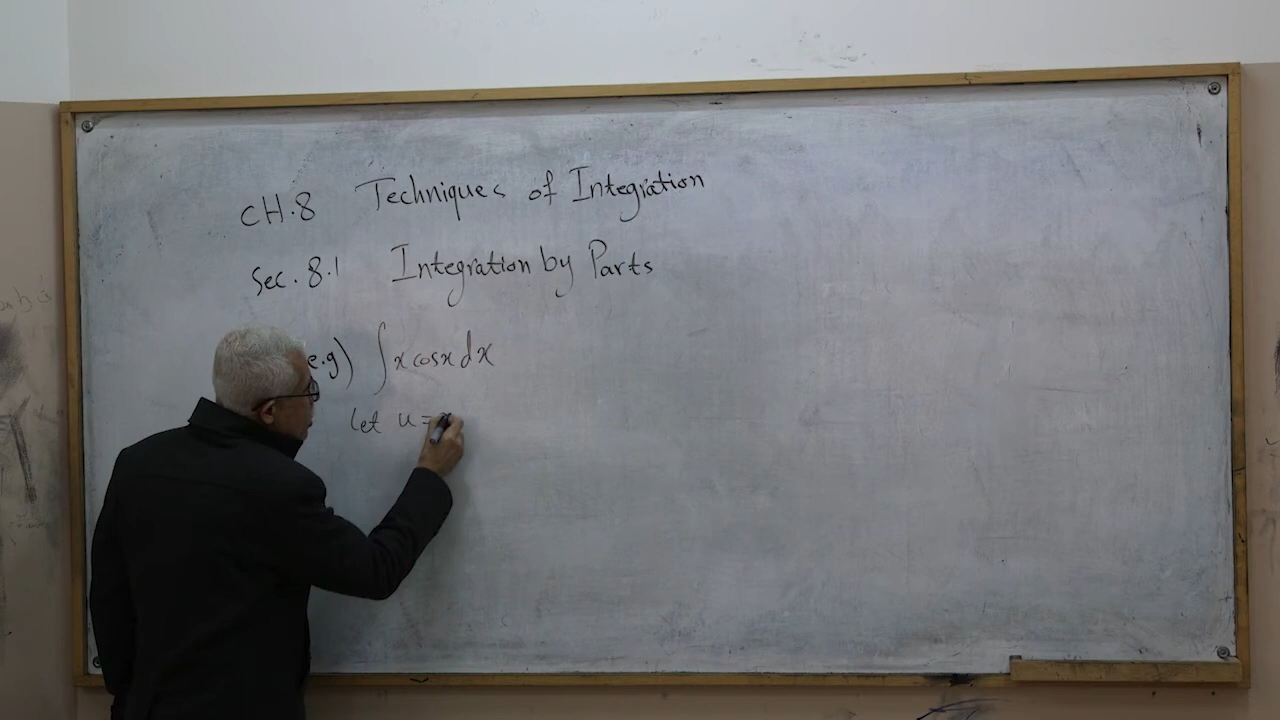 CH.8 Techniques of Integration
Sec. 8.1 Integration by Parts
e.g) ∫x cosx dx
let u =